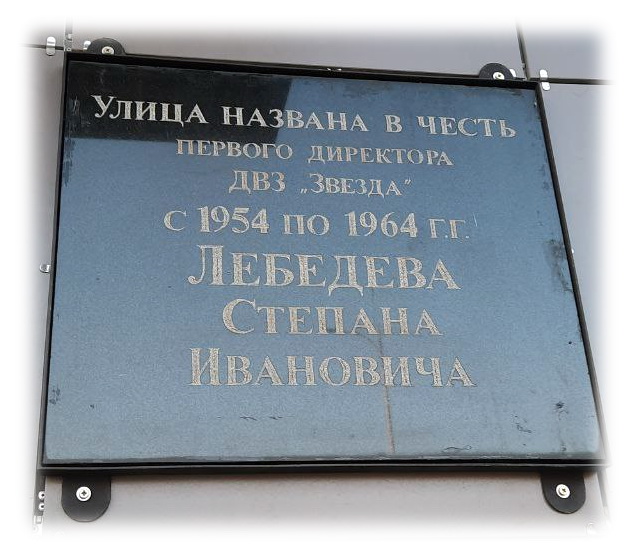 Улица названа в честь
первого директора
ДВЗ „Звезда"
с 1954 по 1964 г.г.
Лебедева
Степана
Ивановича